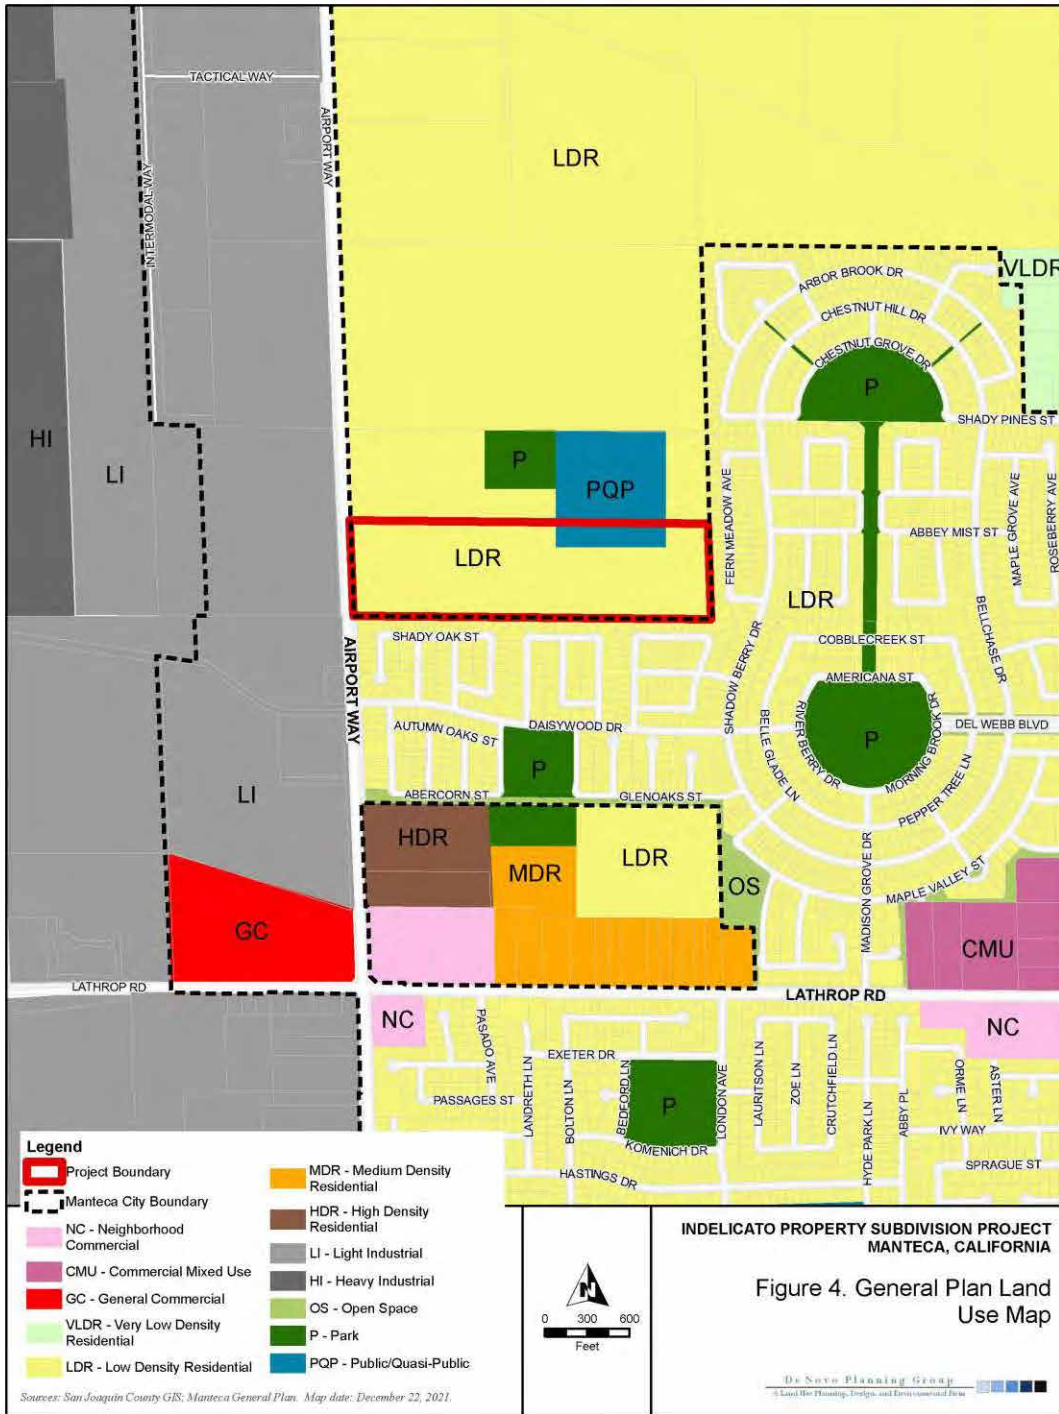 TACTICAL WAY
AIRPORT WAY
INTERMODAL WAY
LDR
VLDR
ARBOR BROOK DR
CHESTNUT HILL DR
CHESTNUT GROVE DR
P
SHADY PINES ST
HI
LI
P
PQP
FERN MEADOW AVE
MAPLE GROVE AVE
ROSEBERRY AVE
ABBEY MIST ST
LDR
LDR
SHADY OAK ST
COBBLECREEK ST
BELLCHASE DR
AIRPORT WAY
SHADOW BERRY DR
AMERICANA ST
AUTUMN OAKS ST
DAISYWOOD DR
BELLE GLADE LN
RIVER BERRY DR
P
MORNING BROOK DR
DEL WEBB BLVD
P
LI
ABERCORN ST
GLENOAKS ST
PEPPER TREE LN
HDR
MDR
LDR
OS
MADISON GROVE DR
MAPLE VALLEY ST
GC
CMU
LATHROP RD
LATHROP RD
NC
NC
PASADO AVE
EXETER DR
LANDRETH LN
BOLTON LN
BEDFORD LN
LONDON AVE
LAURITSON LN
ZOE LN
CRUTCHFIELD LN
HYDE PARK LN
ABBY PL
ORME LN
ASTER LN
PASSAGES ST
P
IVY WAY
KOMENICH DR
HASTINGS DR
SPRAGUE ST
Legend
Project Boundary
Manteca City Boundary
NC - Neighborhood
Commercial
CMU - Commercial Mixed Use
GC - General Commercial
VLDR - Very Low Density
Residential
LDR - Low Density Residential
MDR - Medium Density
Residential
HDR - High Density
Residential
LI - Light Industrial
HI - Heavy Industrial
OS - Open Space
P - Park
PQP - Public/Quasi-Public
Sources: San Joaquin County GIS; Manteca General Plan. Map date: December 22, 2021.
N
0 300 600
Feet
INDELICATO PROPERTY SUBDIVISION PROJECT
MANTECA, CALIFORNIA
Figure 4. General Plan Land
Use Map
De Novo Planning Group
A Land Use Planning, Design, and Environmental Firm